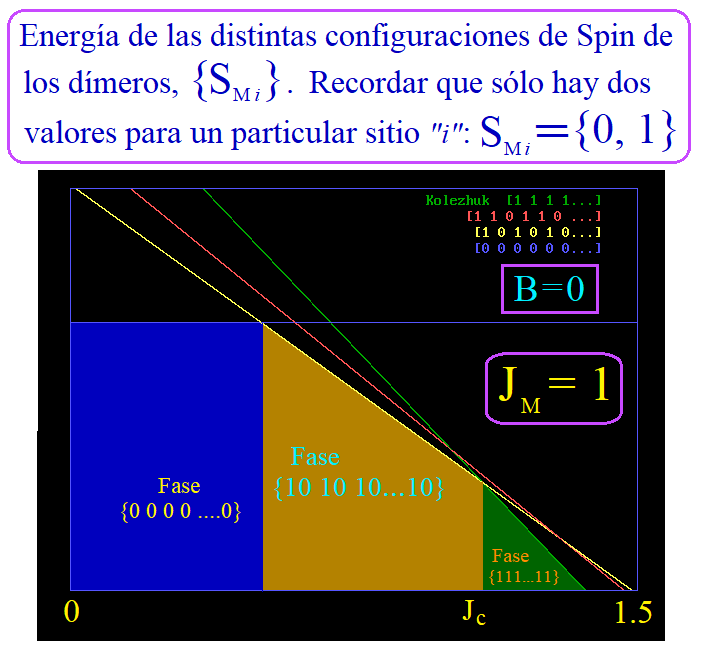 Energía de las distintas configuraciones de Spin de
los dímeros, {S_M i}. Recordar que sólo hay dos
valores para un particular sitio "i": S_M i={0, 1}
Kolezhuk [1 1 1 1...]
[1 1 0 1 1 0 ...]
[1 0 1 0 1 0...]
[0 0 0 0 0 0...]
B=0
J_M = 1
Fase
{10 10 10...10}
Fase
{0 0 0 0 ....0}
Fase
{111...11}
0
J_c
1.5